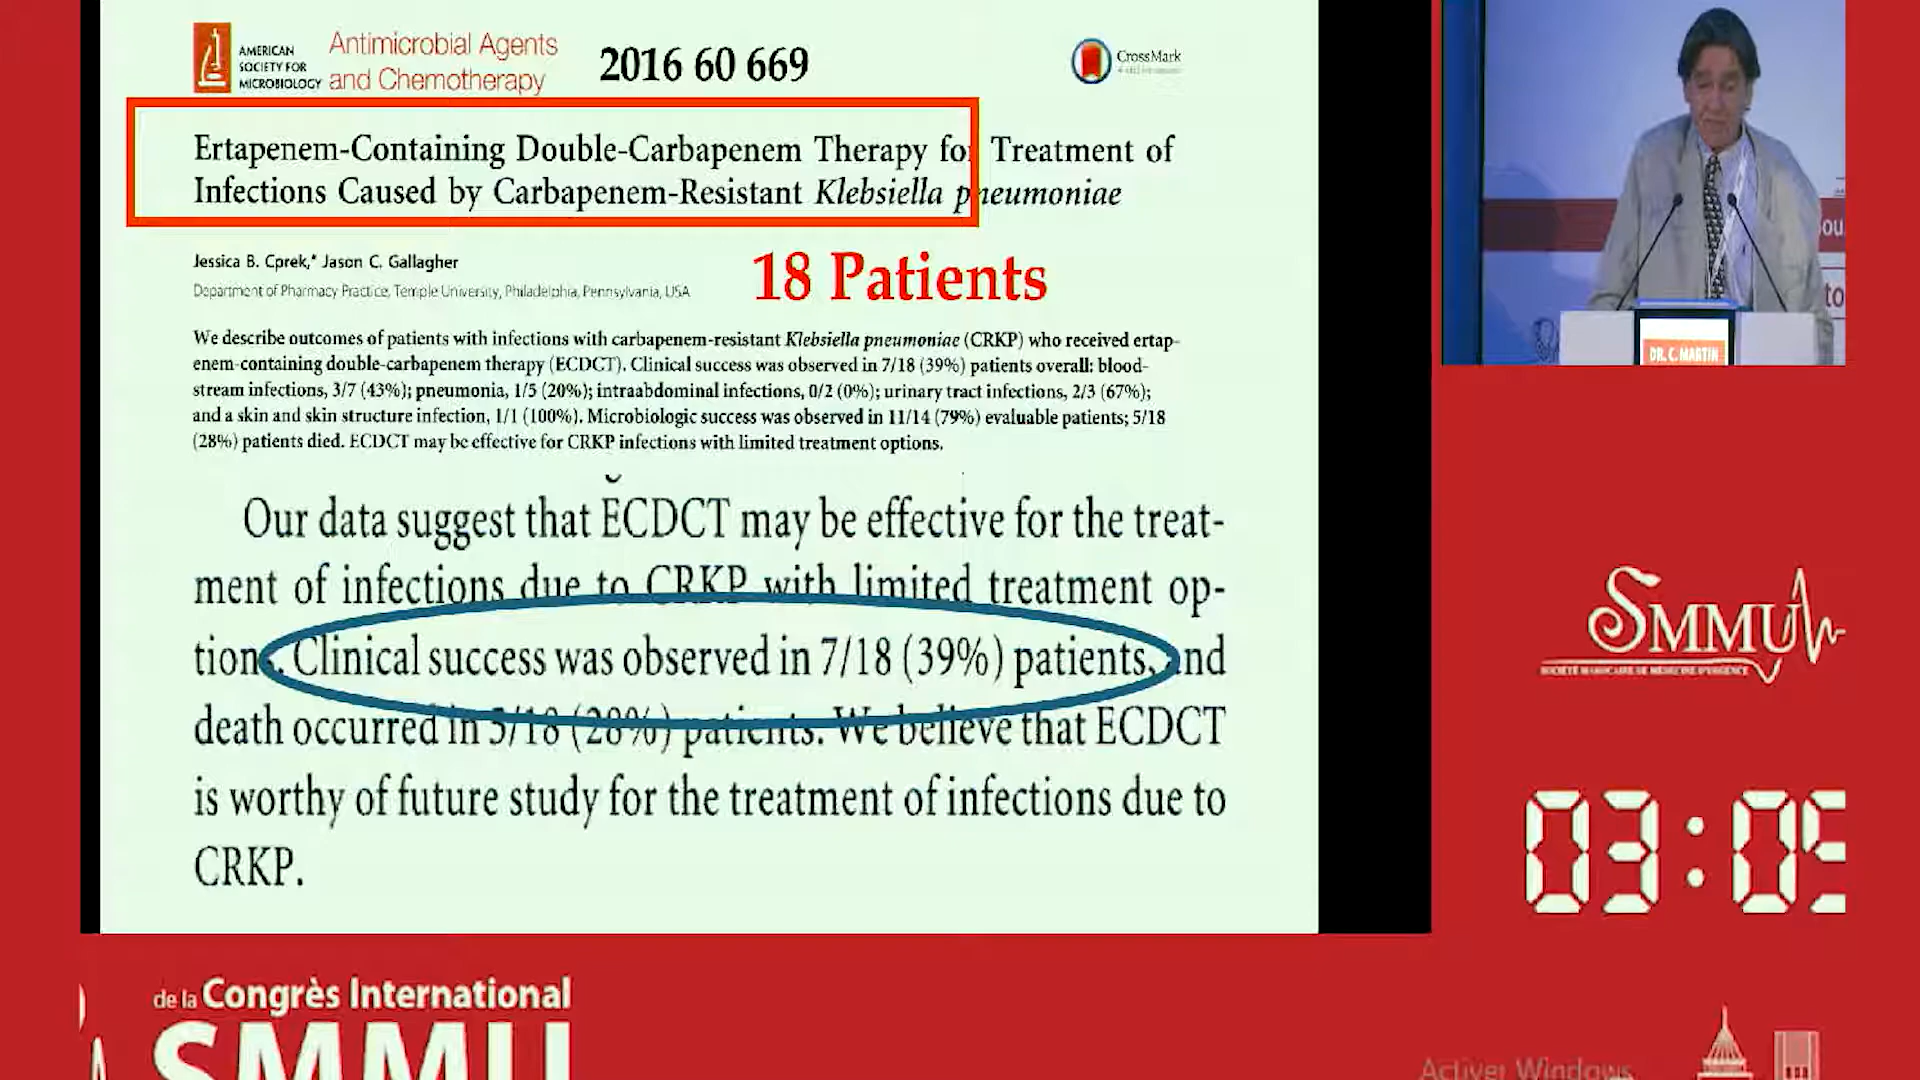 AMERICAN
SOCIETY FOR
MICROBIOLOGY
Antimicrobial Agents
and Chemotherapy
2016 60 669
CrossMark
Ertapenem-Containing Double-Carbapenem Therapy for Treatment of
Infections Caused by Carbapenem-Resistant Klebsiella pneumoniae
Jessica B. Cprek,* Jason C. Gallagher
Department of Pharmacy Practice, Temple University, Philadelphia, Pennsylvania, USA
18 Patients
We describe outcomes of patients with infections with carbapenem-resistant Klebsiella pneumoniae (CRKP) who received ertap-
enem-containing double-carbapenem therapy (ECDCT). Clinical success was observed in 7/18 (39%) patients overall: blood-
stream infections, 3/7 (43%); pneumonia, 1/5 (20%); intraabdominal infections, 0/2 (0%); urinary tract infections, 2/3 (67%);
and a skin and skin structure infection, 1/1 (100%). Microbiologic success was observed in 11/14 (79%) evaluable patients; 5/18
(28%) patients died. ECDCT may be effective for CRKP infections with limited treatment options.
Our data suggest that ECDCT may be effective for the treat-
ment of infections due to CRKP with limited treatment op-
tions. Clinical success was observed in 7/18 (39%) patients, and
death occurred in 5/18 (28%) patients. We believe that ECDCT
is worthy of future study for the treatment of infections due to
CRKP.
ou
to
DR. C. MARTIN
SMMU
SOCIÉTÉ MAROCAINE DE MÉDECINE D'URGENCE
03:05
de la Congrès International
SMMU
Activer Windows